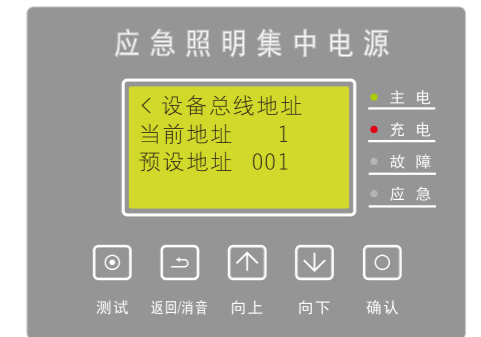 应急照明集中电源
< 设备总线地址
当前地址 1
预设地址 001
主电
充电
故障
应急
测试 返回/消音 向上 向下 确认